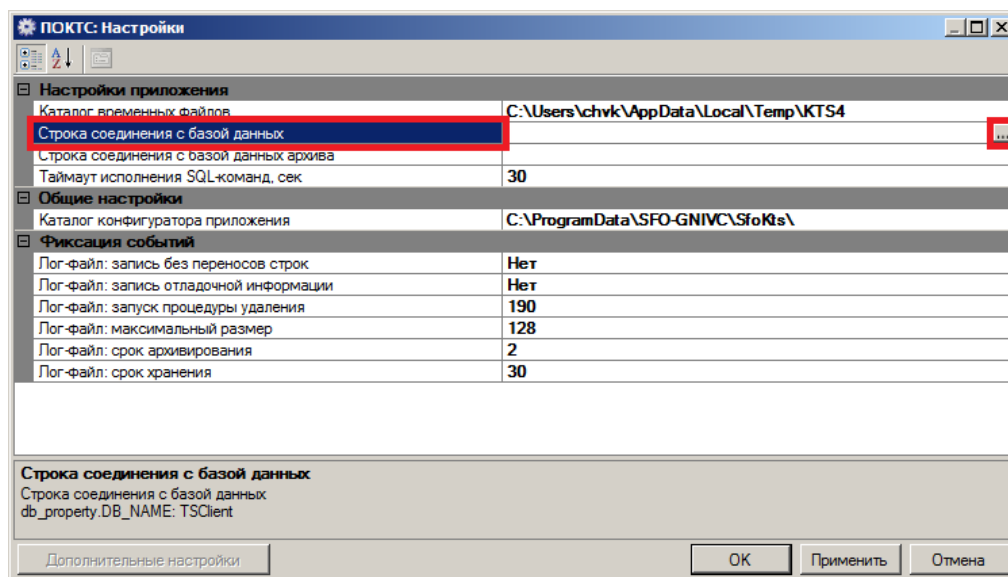 ПОКТС: Настройки
Настройки приложения
Каталог временных файлов C:\Users\chvk\AppData\Local\Temp\KTS4
Строка соединения с базой данных ...
Строка соединения с базой данных архива
Таймаут исполнения SQL-команд, сек 30
Общие настройки
Каталог конфигуратора приложения C:\ProgramData\SFO-GNIVC\SfoKts\
Фиксация событий
Лог-файл: запись без переносов строк Нет
Лог-файл: запись отладочной информации Нет
Лог-файл: запуск процедуры удаления 190
Лог-файл: максимальный размер 128
Лог-файл: срок архивирования 2
Лог-файл: срок хранения 30
Строка соединения с базой данных
Строка соединения с базой данных
db_property.DB_NAME: TSClient
Дополнительные настройки OK Применить Отмена